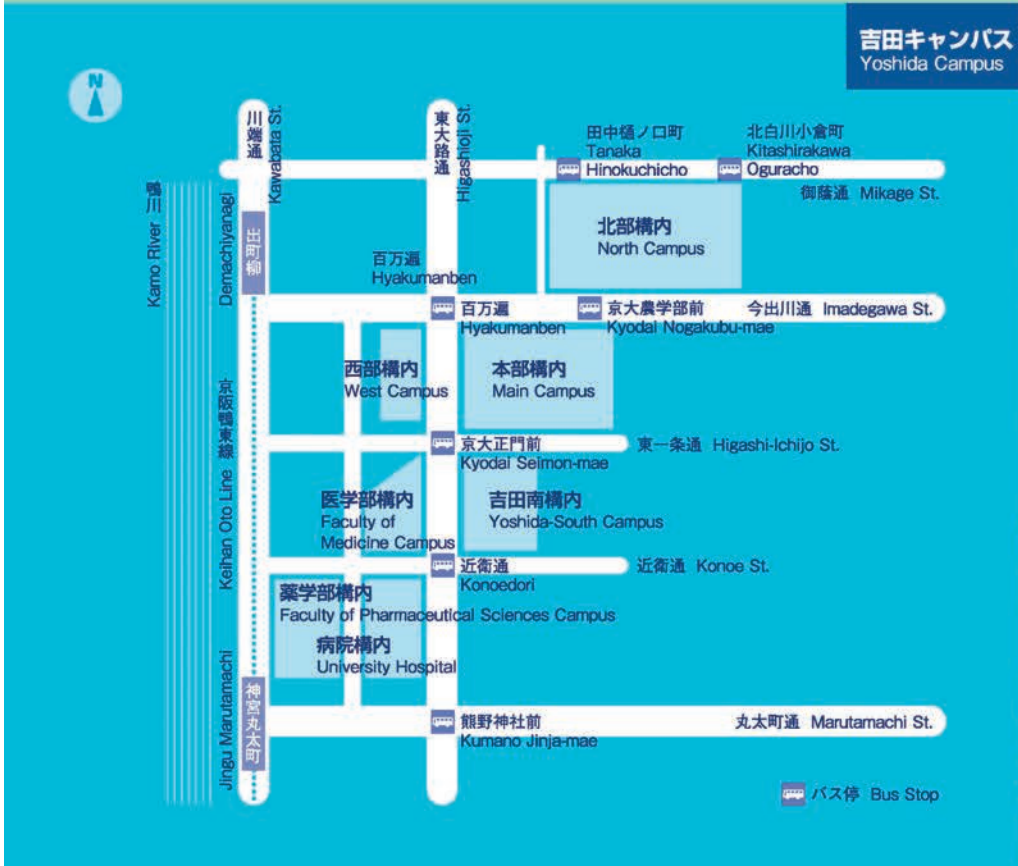 吉田キャンパス
Yoshida Campus
N
川端通
Kawabata St.
東大路通
Higashioji St.
田中樋ノ口町
Tanaka
Hinokuchicho
北白川小倉町
Kitashirakawa
Oguracho
御蔭通 Mikage St.
鴨川
Kamo River
出町柳
Demachiyanagi
北部構内
North Campus
百万遍
Hyakumanben
百万遍
Hyakumanben
京大農学部前
Kyodai Nogakubu-mae
今出川通 Imadegawa St.
西部構内
West Campus
本部構内
Main Campus
京阪鴨東線
Keihan Oto Line
京大正門前
Kyodai Seimon-mae
東一条通 Higashi-Ichijo St.
医学部構内
Faculty of
Medicine Campus
吉田南構内
Yoshida-South Campus
近衛通
Konoedori
近衛通 Konoe St.
薬学部構内
Faculty of Pharmaceutical Sciences Campus
病院構内
University Hospital
神宮丸太町
Jingu Marutamachi
熊野神社前
Kumano Jinja-mae
丸太町通 Marutamachi St.
バス停 Bus Stop